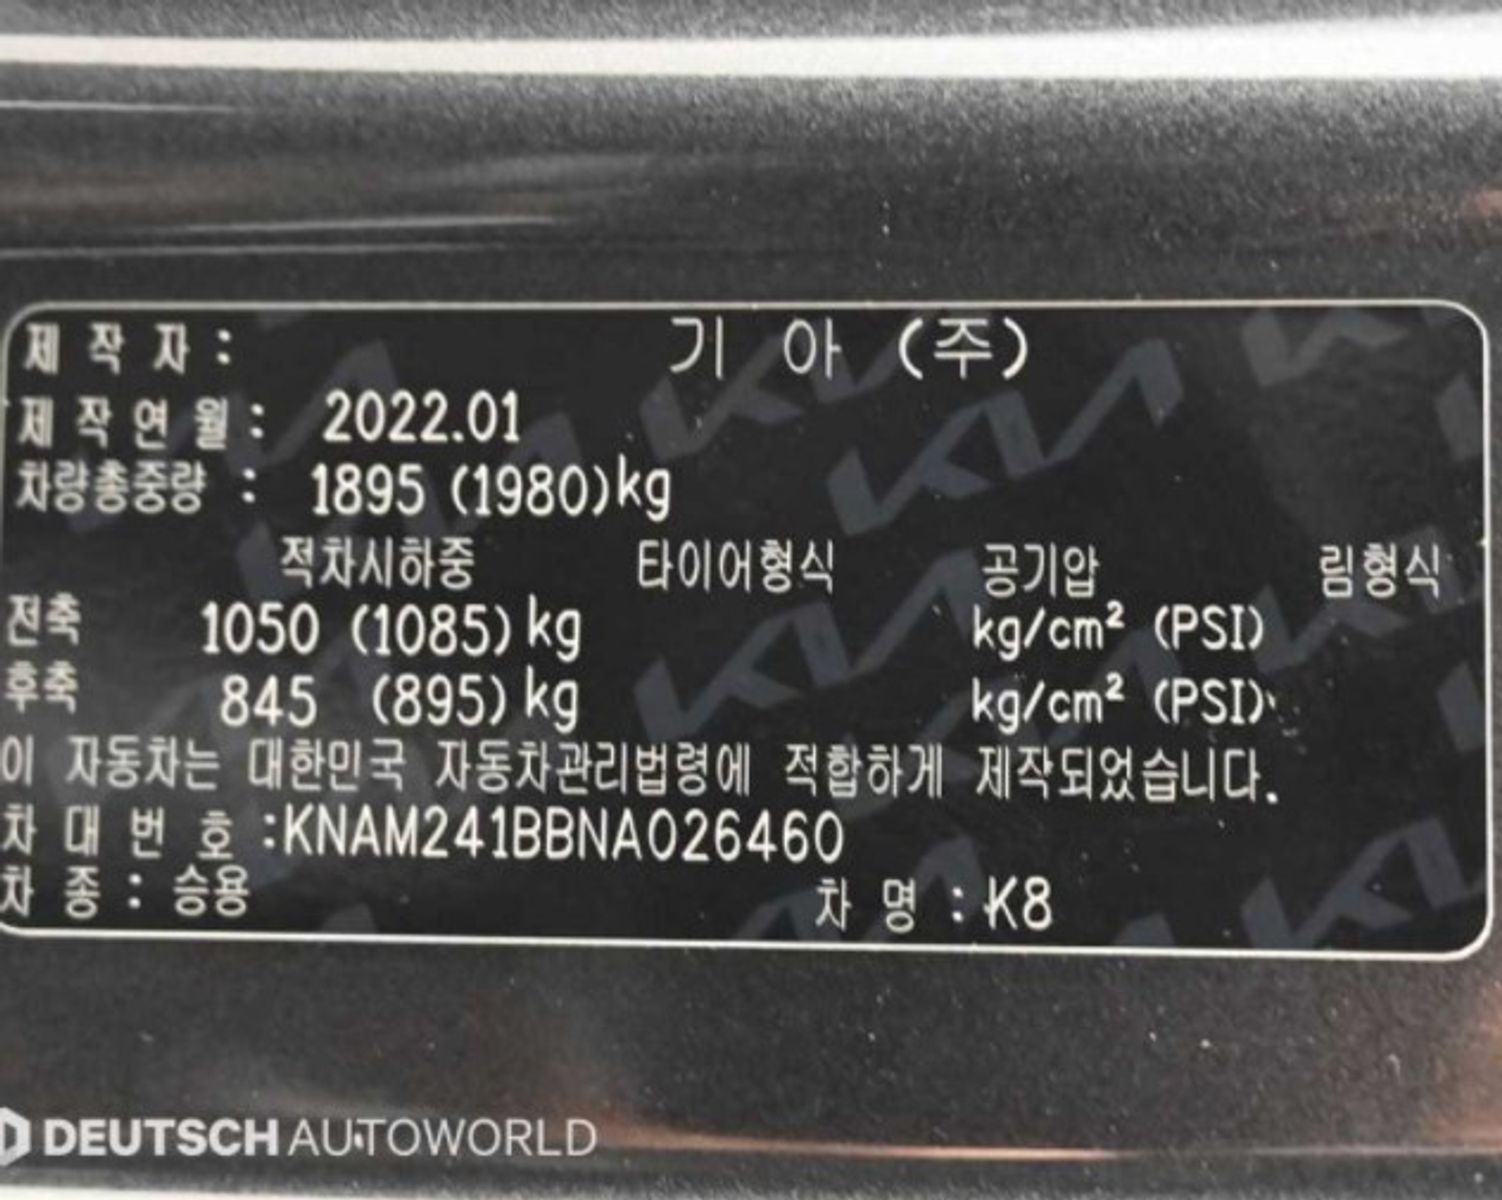 제 작 자 : 기 아 (주)
제 작 연 월 : 2022.01
차량총중량 : 1895 (1980)kg
적차시하중 타이어형식 공기압 림형식
전축 1050 (1085) kg kg/cm² (PSI)
후축 845 (895) kg kg/cm² (PSI)
이 자동차는 대한민국 자동차관리법령에 적합하게 제작되었습니다.
차 대 번 호 :KNAM241BBNA026460
차 종 : 승용 차 명 : K8
DEUTSCH AUTOWORLD